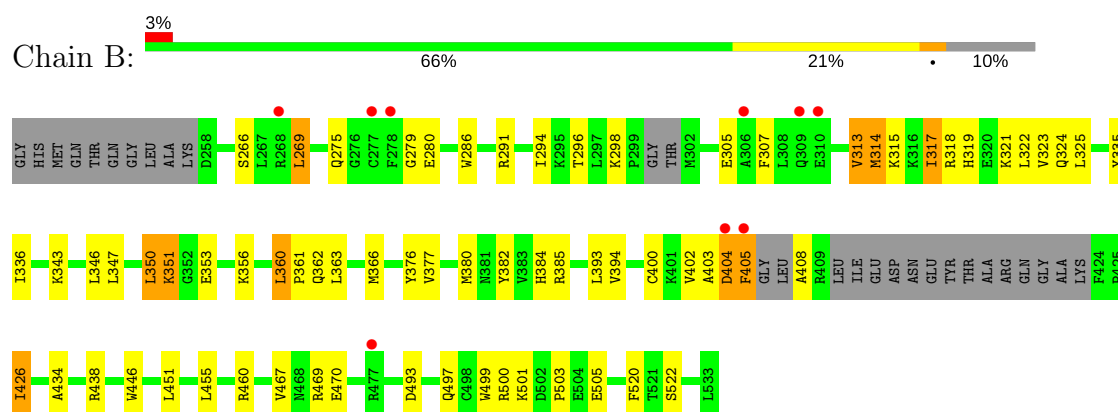 3%
Chain B:
66% 21% • 10%
GLY HIS MET GLN THR GLN GLY LEU ALA LYS D258 S266 L267 R268 L269 Q275 G276 G277 F278 G279 E280 W286 R291 I294 K295 T296 L297 K298 P299 GLY THR M302 E305 A306 F307 L308 Q309 E310 V313 M314 K315 K316 I317 R318 H319 E320 K321 L322 V323 Q324 L325
I336 K343 L346 L347 L350 K351 G352 E353 K356 L360 P361 Q362 L363 M366 Y376 V377 M380 N381 Y382 V383 H384 R385 L393 V394 C400 K401 V402 A403 D404 F405 GLY LEU A408 R409 LEU ILE GLU ASP ASN GLU TYR THR ALA ARG GLN GLY ALA LYS F424 P425
I426 A434 R438 W446 L451 L455 R460 V467 N468 R469 E470 R477 D493 Q497 C498 W499 R500 K501 D502 P503 E504 E505 F520 T521 S522 L533